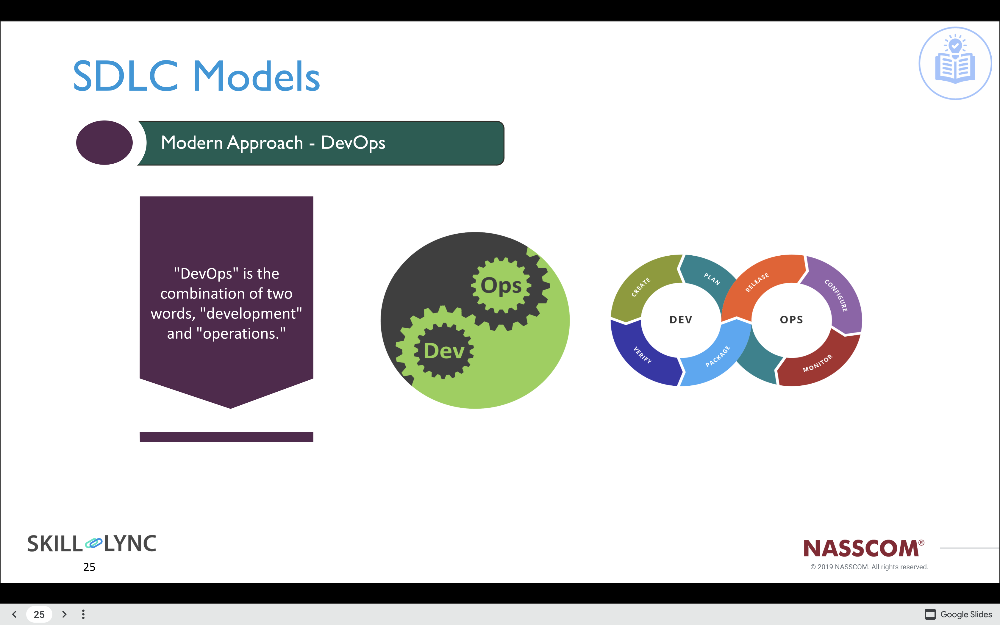 SDLC Models
Modern Approach - DevOps
"DevOps" is the
combination of two
words, "development"
and "operations."
Ops
Dev
CREATE
PLAN
RELEASE
CONFIGURE
DEV
OPS
VERIFY
PACKAGE
MONITOR
SKILL LYNC
25
NASSCOM®
© 2019 NASSCOM. All rights reserved.
25
Google Slides